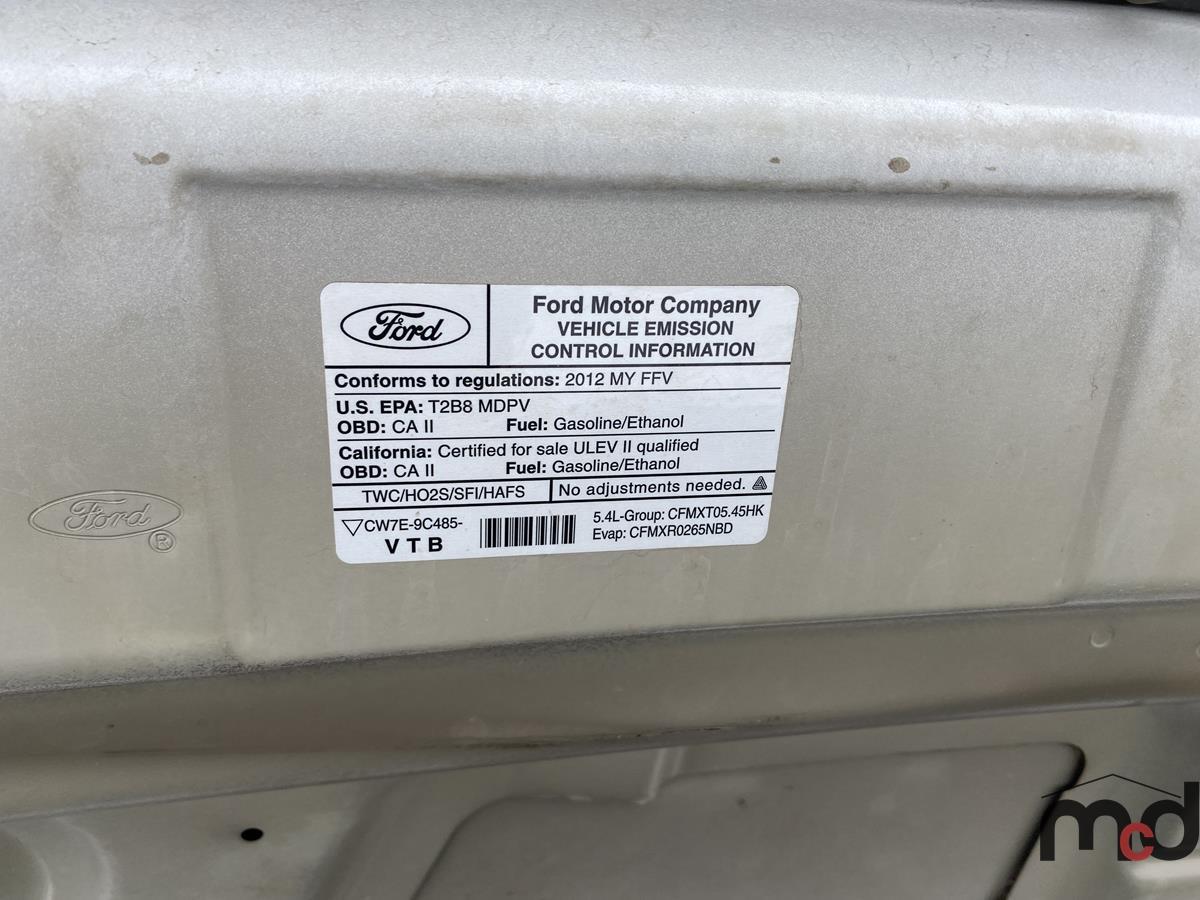 Ford
Ford Motor Company
VEHICLE EMISSION
CONTROL INFORMATION
Conforms to regulations: 2012 MY FFV
U.S. EPA: T2B8 MDPV
OBD: CA II Fuel: Gasoline/Ethanol
California: Certified for sale ULEV II qualified
OBD: CA II Fuel: Gasoline/Ethanol
TWC/HO2S/SFI/HAFS No adjustments needed.
CW7E-9C485-
V T B
5.4L-Group: CFMXT05.45HK
Evap: CFMXR0265NBD
Ford ®
mcd